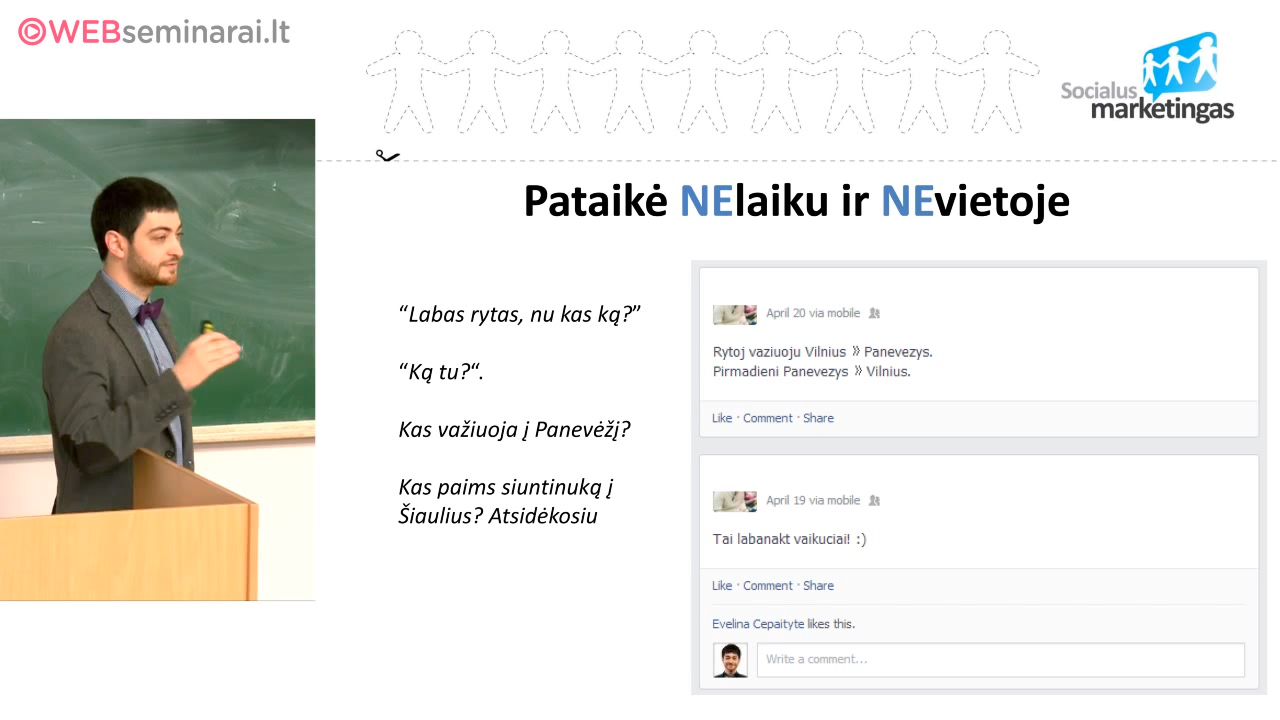 WEBseminarai.lt
Socialus
marketingas
Pataikė NElaiku ir NEvietoje
“Labas rytas, nu kas ką?”
“Ką tu?“.
Kas važiuoja į Panevėžį?
Kas paims siuntinuką į
Šiaulius? Atsidėkosiu
April 20 via mobile
Rytoj vaziuoju Vilnius » Panevezys.
Pirmadieni Panevezys » Vilnius.
Like · Comment · Share
April 19 via mobile
Tai labanakt vaikuciai! :)
Like · Comment · Share
Evelina Cepaityte likes this.
Write a comment...